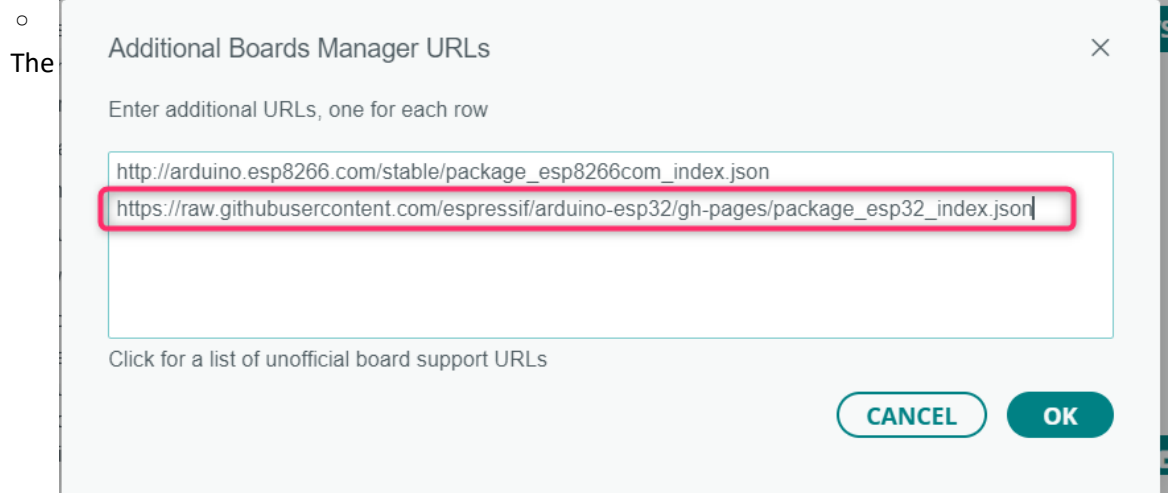 The
Additional Boards Manager URLs
Enter additional URLs, one for each row
http://arduino.esp8266.com/stable/package_esp8266com_index.json
https://raw.githubusercontent.com/espressif/arduino-esp32/gh-pages/package_esp32_index.json
Click for a list of unofficial board support URLs
CANCEL OK